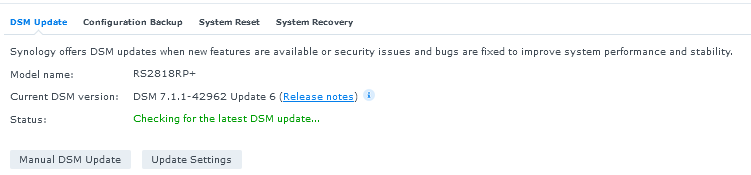 DSM Update Configuration Backup System Reset System Recovery
Synology offers DSM updates when new features are available or security issues and bugs are fixed to improve system performance and stability.
Model name: RS2818RP+
Current DSM version: DSM 7.1.1-42962 Update 6 (Release notes) i
Status: Checking for the latest DSM update...
Manual DSM Update Update Settings